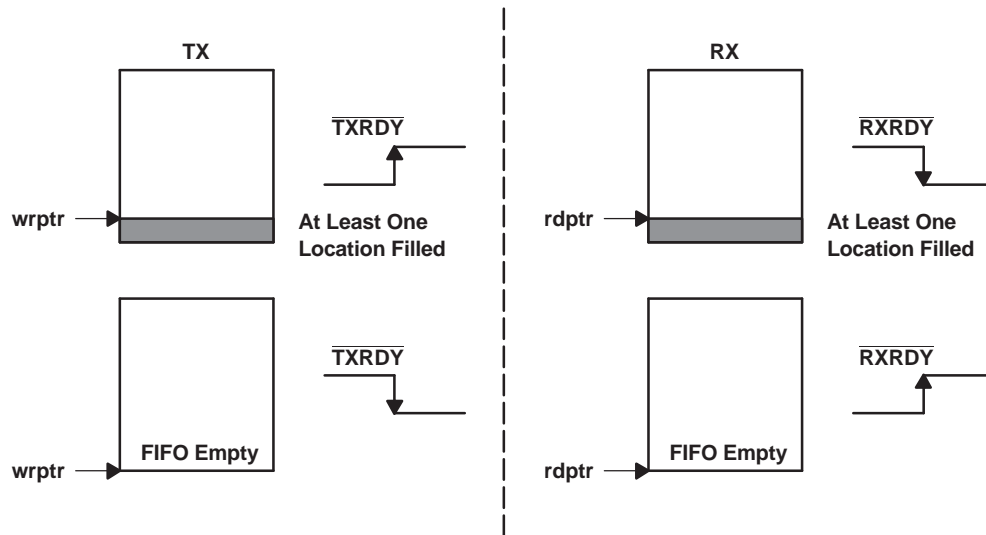 TX
TXRDY
wrptr
At Least One
Location Filled
TXRDY
wrptr
FIFO Empty
RX
RXRDY
rdptr
At Least One
Location Filled
RXRDY
rdptr
FIFO Empty